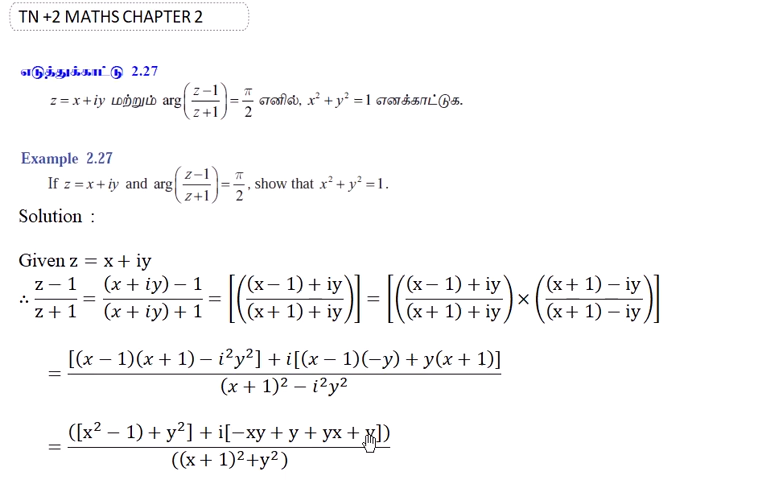 TN +2 MATHS CHAPTER 2
எடுத்துக்காட்டு 2.27
z = x + iy மற்றும் arg((z−1)/(z+1)) = π/2 எனில், x² + y² = 1 எனக்காட்டுக.
Example 2.27
If z = x + iy and arg((z−1)/(z+1)) = π/2, show that x² + y² = 1.
Solution :
Given z = x + iy
∴ (z − 1)/(z + 1) = ((x + iy) − 1)/((x + iy) + 1) = [(((x − 1) + iy)/((x + 1) + iy))] = [(((x − 1) + iy)/((x + 1) + iy)) × (((x + 1) − iy)/((x + 1) − iy))]
= ([(x − 1)(x + 1) − i²y²] + i[(x − 1)(−y) + y(x + 1)])/((x + 1)² − i²y²)
= ([x² − 1) + y²] + i[−xy + y + yx + y])/((x + 1)²+y²)